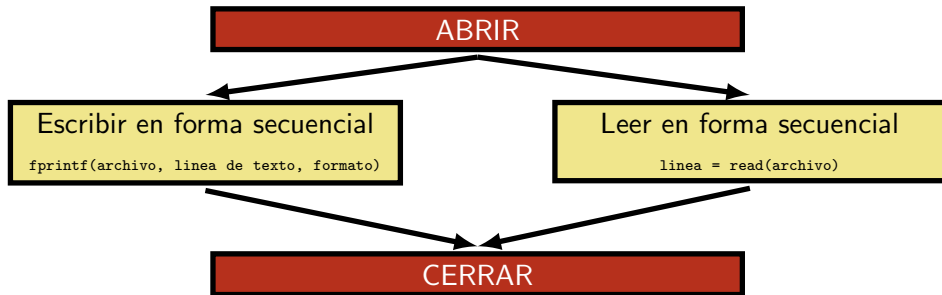 ABRIR
Escribir en forma secuencial
fprintf(archivo, linea de texto, formato)
Leer en forma secuencial
linea = read(archivo)
CERRAR